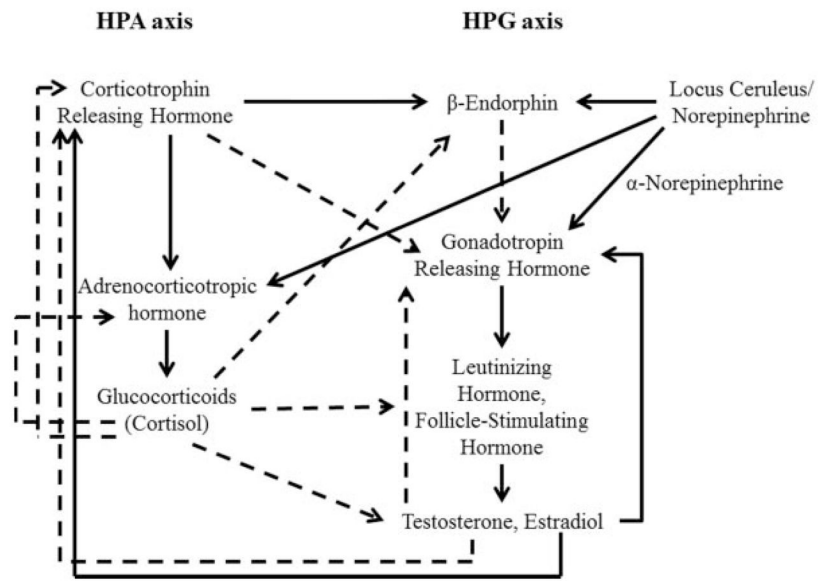 HPA axis
HPG axis
Corticotrophin
Releasing Hormone
β-Endorphin
Locus Ceruleus/
Norepinephrine
α-Norepinephrine
Gonadotropin
Releasing Hormone
Adrenocorticotropic
hormone
Leutinizing
Hormone,
Follicle-Stimulating
Hormone
Glucocorticoids
(Cortisol)
Testosterone, Estradiol